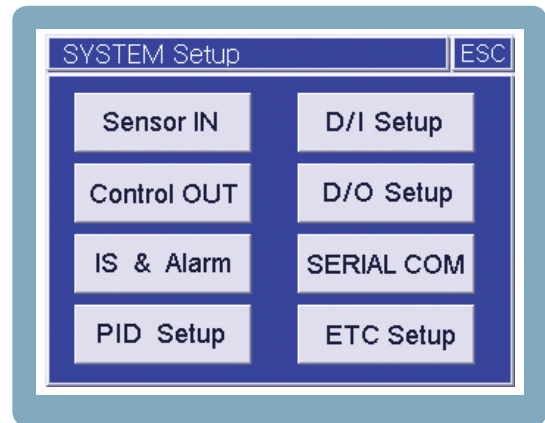 SYSTEM Setup ESC
Sensor IN D/I Setup
Control OUT D/O Setup
IS & Alarm SERIAL COM
PID Setup ETC Setup